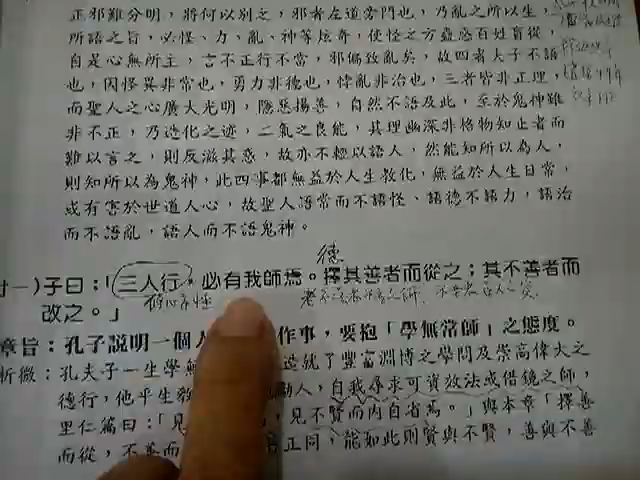 正邪難分明，將何以別之，邪者左道旁門也，乃亂之所以生，
所語之旨，必怪、力、亂、神等炫奇，使怪之方蠱惑百姓盲從，
自是心無所主，言不正行不當，邪偏致亂矣，故四者夫子不語
也，因怪異非常也，勇力非德也，悖亂非治也，三者皆非正理，
而聖人之心廣大光明，隱惡揚善，自然不語及此，至於鬼神雖
非不正，乃造化之迹，二氣之良能，其理幽深非格物知止者而
難以言之，則反滋其惑，故亦不輕以語人，然能知所以為人，
則知所以為鬼神，此四事都無益於人生教化，無益於人生日常，
或有害於世道人心，故聖人語常而不語怪、語德不語力，語治
而不語亂，語人而不語鬼神。
德
一）子曰：「三人行，必有我師焉。擇其善者而從之；其不善者而
改之。」
章旨：孔子說明一個人 作事，要抱「學無常師」之態度。
析微：孔夫子一生學 造就了豐富淵博之學問及崇高偉大之
德行，他平生 勵人，自我尋求可資效法或借鏡之師，
里仁篇曰：「見 見不賢而內自省焉。」與本章「擇善
而從，不善而 正同，能如此則賢與不賢，善與不善